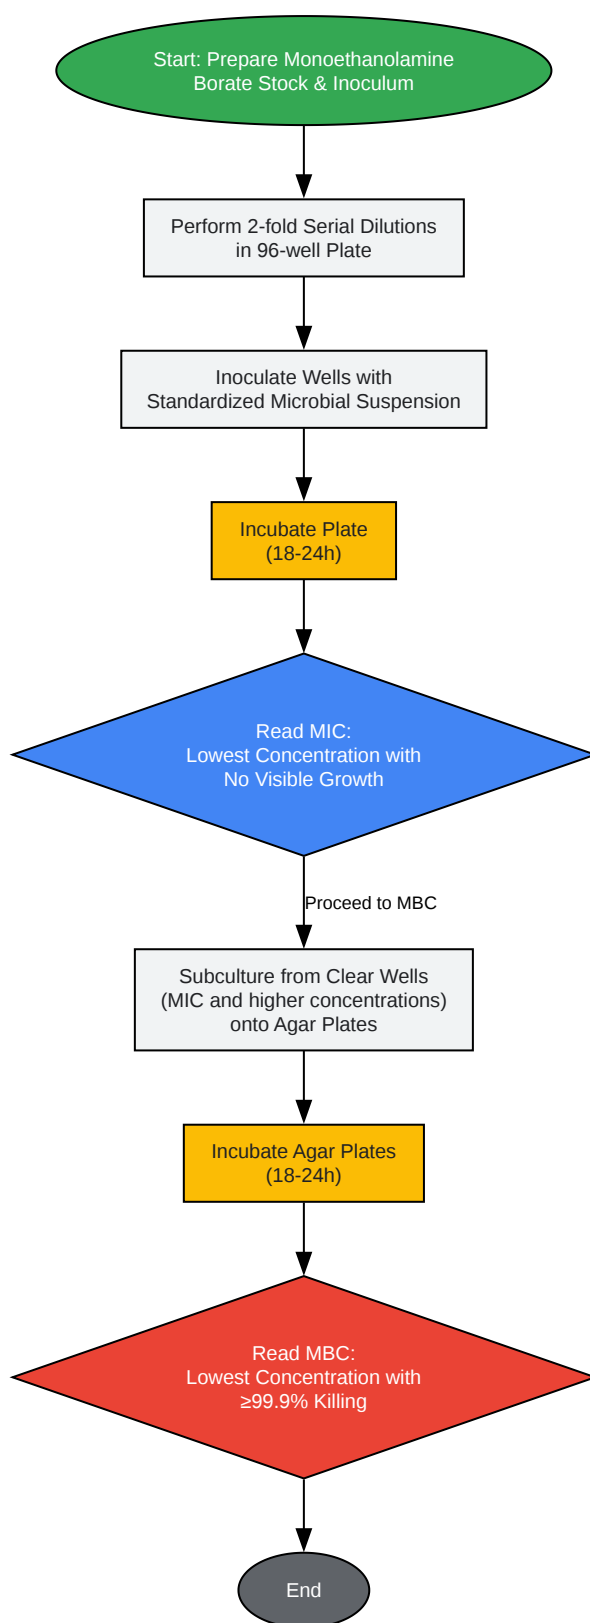 Start: Prepare Monoethanolamine
Borate Stock & Inoculum
Perform 2-fold Serial Dilutions
in 96-well Plate
Inoculate Wells with
Standardized Microbial Suspension
Incubate Plate
(18-24h)
Read MIC:
Lowest Concentration with
No Visible Growth
Proceed to MBC
Subculture from Clear Wells
(MIC and higher concentrations)
onto Agar Plates
Incubate Agar Plates
(18-24h)
Read MBC:
Lowest Concentration with
≥99.9% Killing
End